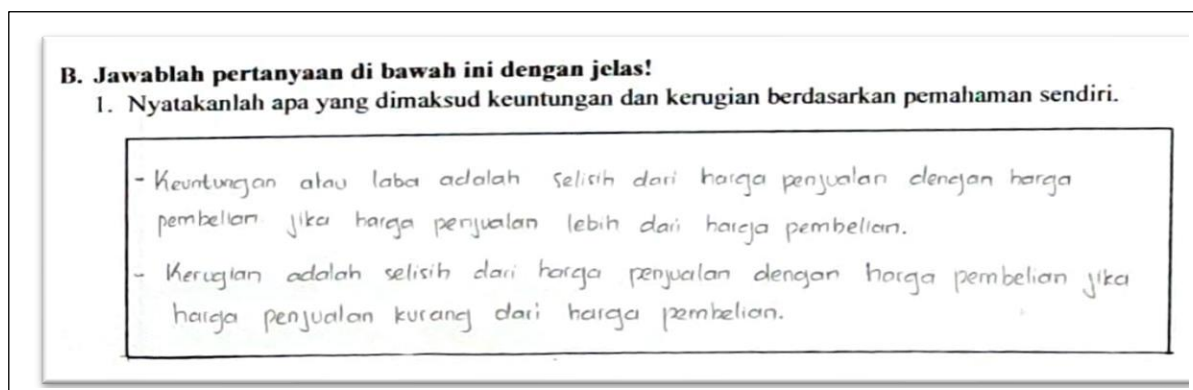 B. Jawablah pertanyaan di bawah ini dengan jelas!
1. Nyatakanlah apa yang dimaksud keuntungan dan kerugian berdasarkan pemahaman sendiri.
- Keuntungan atau laba adalah selisih dari harga penjualan dengan harga
pembelian jika harga penjualan lebih dari harga pembelian.
- Kerugian adalah selisih dari harga penjualan dengan harga pembelian jika
harga penjualan kurang dari harga pembelian.